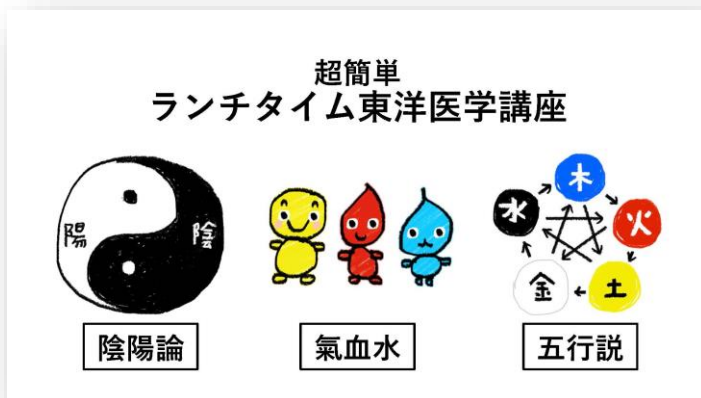 超簡単
ランチタイム東洋医学講座
陽
陰
木
水
火
金
土
陰陽論
氣血水
五行説